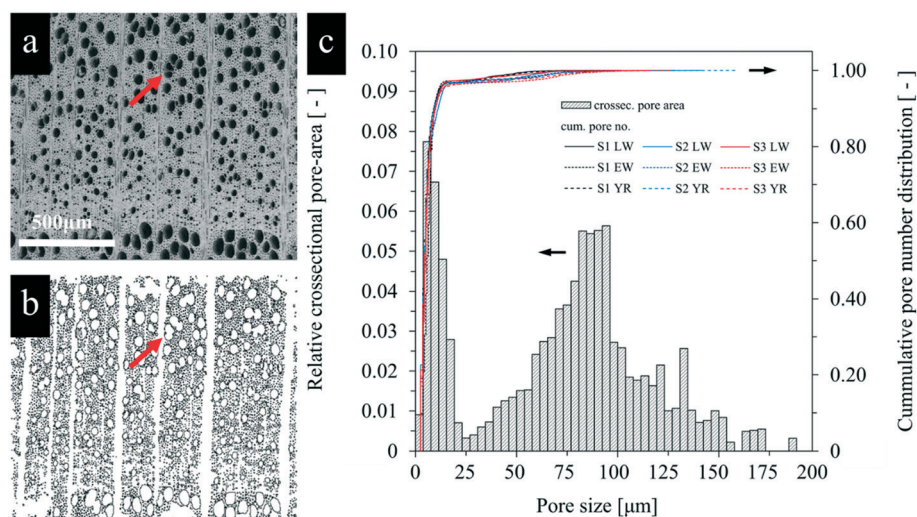 a
500µm
b
c
Relative crossectional pore-area [ - ]
0.10
0.09
0.08
0.07
0.06
0.05
0.04
0.03
0.02
0.01
0
crossec. pore area
cum. pore no.
S1 LW S2 LW S3 LW
S1 EW S2 EW S3 EW
S1 YR S2 YR S3 YR
1.00
0.80
0.60
0.40
0.20
0
Cummulative pore number distribution [ - ]
0 25 50 75 100 125 150 175 200
Pore size [µm]